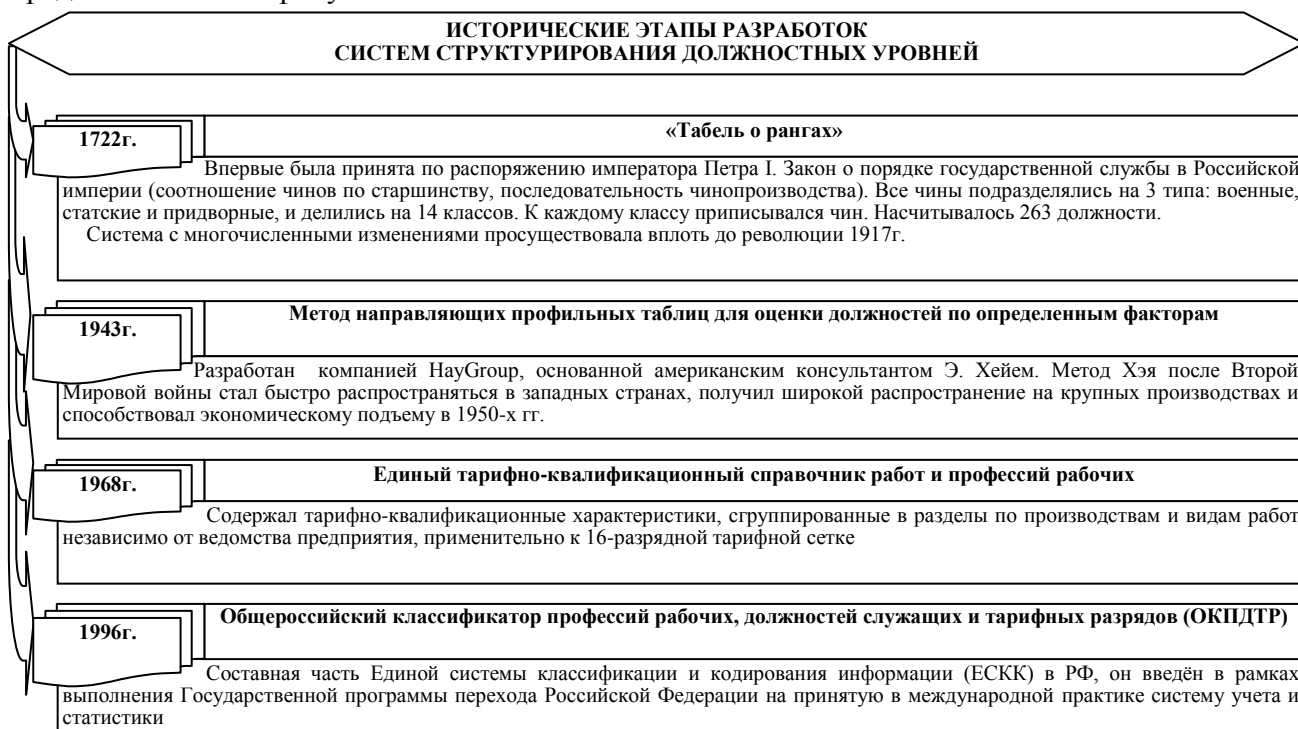 ИСТОРИЧЕСКИЕ ЭТАПЫ РАЗРАБОТОК
СИСТЕМ СТРУКТУРИРОВАНИЯ ДОЛЖНОСТНЫХ УРОВНЕЙ
1722г.
«Табель о рангах»
Впервые была принята по распоряжению императора Петра I. Закон о порядке государственной службы в Российской
империи (соотношение чинов по старшинству, последовательность чинопроизводства). Все чины подразделялись на 3 типа: военные,
статские и придворные, и делились на 14 классов. К каждому классу приписывался чин. Насчитывалось 263 должности.
Система с многочисленными изменениями просуществовала вплоть до революции 1917г.
1943г.
Метод направляющих профильных таблиц для оценки должностей по определенным факторам
Разработан компанией HayGroup, основанной американским консультантом Э. Хейем. Метод Хэя после Второй
Мировой войны стал быстро распространяться в западных странах, получил широкой распространение на крупных производствах и
способствовал экономическому подъему в 1950-х гг.
1968г.
Единый тарифно-квалификационный справочник работ и профессий рабочих
Содержал тарифно-квалификационные характеристики, сгруппированные в разделы по производствам и видам работ
независимо от ведомства предприятия, применительно к 16-разрядной тарифной сетке
1996г.
Общероссийский классификатор профессий рабочих, должностей служащих и тарифных разрядов (ОКПДТР)
Составная часть Единой системы классификации и кодирования информации (ЕСКК) в РФ, он введён в рамках
выполнения Государственной программы перехода Российской Федерации на принятую в международной практике систему учета и
статистики